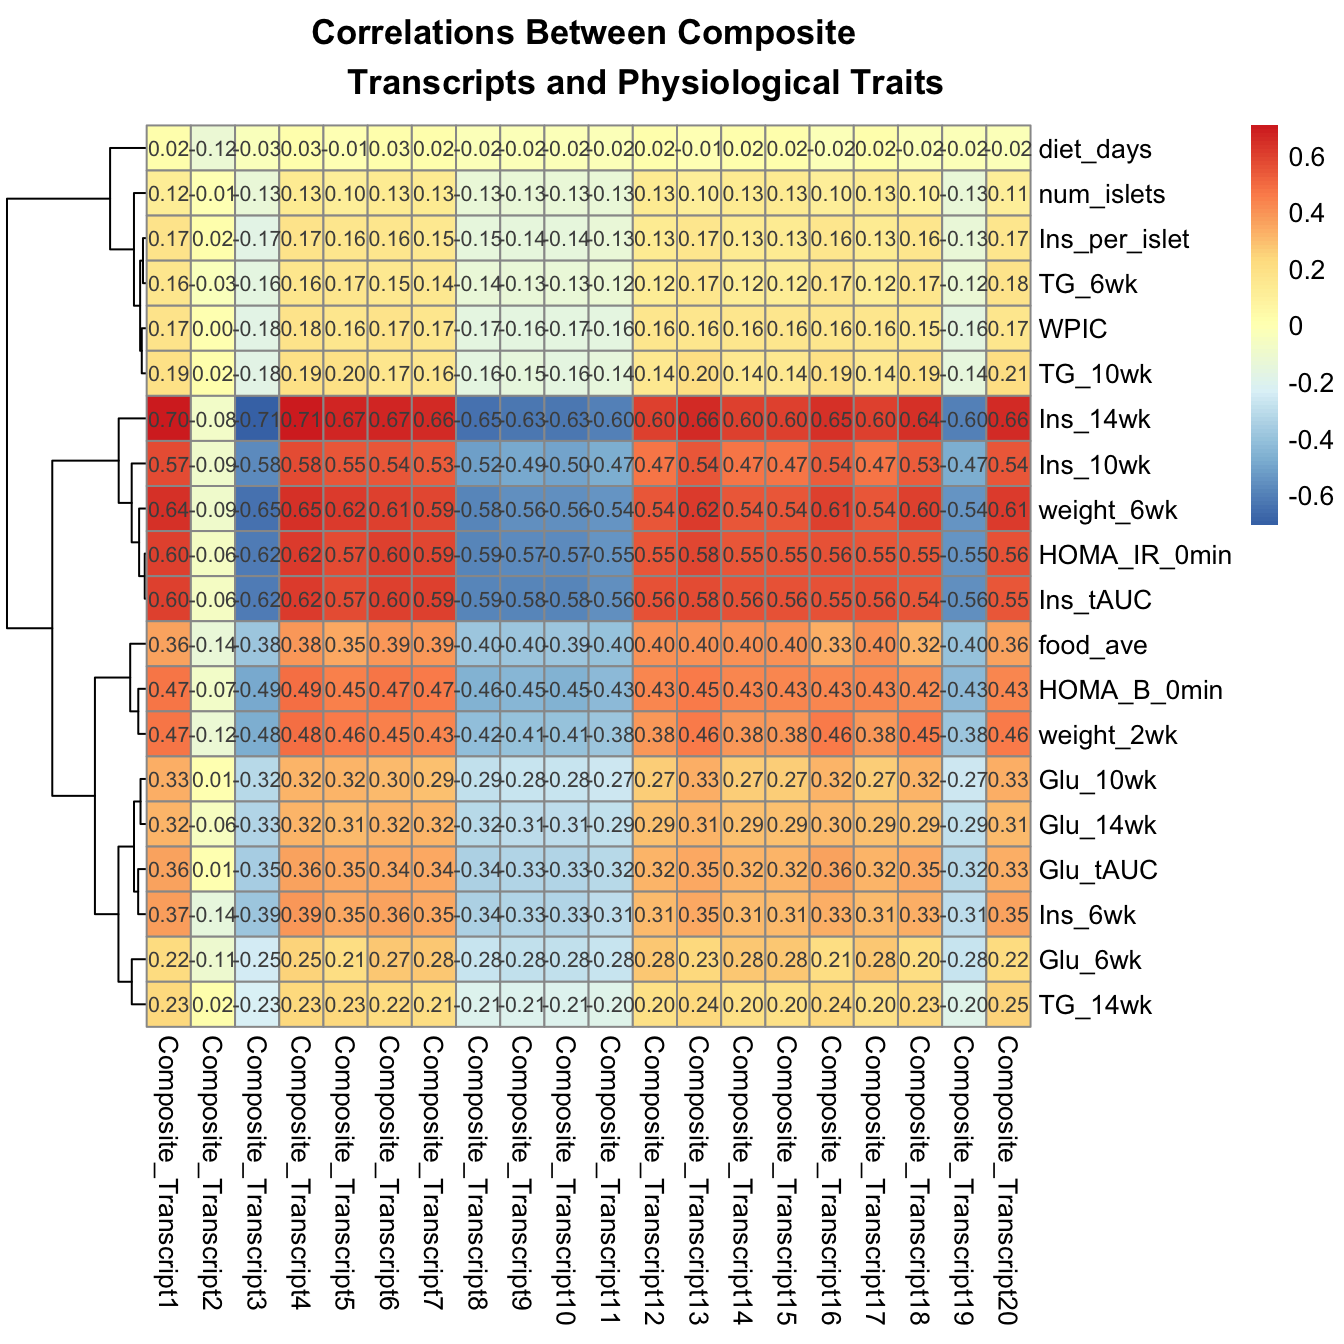 Correlations Between Composite
Transcripts and Physiological Traits
0.02 -0.12 -0.03 0.03 -0.01 0.03 0.02 -0.02 -0.02 -0.02 -0.02 0.02 -0.01 0.02 0.02 -0.02 0.02 -0.02 -0.02 -0.02 diet_days
0.12 -0.01 -0.13 0.13 0.10 0.13 0.13 -0.13 -0.13 -0.13 -0.13 0.13 0.10 0.13 0.13 0.10 0.13 0.10 -0.13 0.11 num_islets
0.17 0.02 -0.17 0.17 0.16 0.16 0.15 -0.15 -0.14 -0.14 -0.13 0.13 0.17 0.13 0.13 0.16 0.13 0.16 -0.13 0.17 Ins_per_islet
0.16 -0.03 -0.16 0.16 0.17 0.15 0.14 -0.14 -0.13 -0.13 -0.12 0.12 0.17 0.12 0.12 0.17 0.12 0.17 -0.12 0.18 TG_6wk
0.17 0.00 -0.18 0.18 0.16 0.17 0.17 -0.17 -0.16 -0.17 -0.16 0.16 0.16 0.16 0.16 0.16 0.16 0.15 -0.16 0.17 WPIC
0.19 0.02 -0.18 0.19 0.20 0.17 0.16 -0.16 -0.15 -0.16 -0.14 0.14 0.20 0.14 0.14 0.19 0.14 0.19 -0.14 0.21 TG_10wk
0.70 -0.08 -0.71 0.71 0.67 0.67 0.66 -0.65 -0.63 -0.63 -0.60 0.60 0.66 0.60 0.60 0.65 0.60 0.64 -0.60 0.66 Ins_14wk
0.57 -0.09 -0.58 0.58 0.55 0.54 0.53 -0.52 -0.49 -0.50 -0.47 0.47 0.54 0.47 0.47 0.54 0.47 0.53 -0.47 0.54 Ins_10wk
0.64 -0.09 -0.65 0.65 0.62 0.61 0.59 -0.58 -0.56 -0.56 -0.54 0.54 0.62 0.54 0.54 0.61 0.54 0.60 -0.54 0.61 weight_6wk
0.60 -0.06 -0.62 0.62 0.57 0.60 0.59 -0.59 -0.57 -0.57 -0.55 0.55 0.58 0.55 0.55 0.56 0.55 0.55 -0.55 0.56 HOMA_IR_0min
0.60 -0.06 -0.62 0.62 0.57 0.60 0.59 -0.59 -0.58 -0.58 -0.56 0.56 0.58 0.56 0.56 0.55 0.56 0.54 -0.56 0.55 Ins_tAUC
0.36 -0.14 -0.38 0.38 0.35 0.39 0.39 -0.40 -0.40 -0.39 -0.40 0.40 0.40 0.40 0.40 0.33 0.40 0.32 -0.40 0.36 food_ave
0.47 -0.07 -0.49 0.49 0.45 0.47 0.47 -0.46 -0.45 -0.45 -0.43 0.43 0.45 0.43 0.43 0.43 0.43 0.42 -0.43 0.43 HOMA_B_0min
0.47 -0.12 -0.48 0.48 0.46 0.45 0.43 -0.42 -0.41 -0.41 -0.38 0.38 0.46 0.38 0.38 0.46 0.38 0.45 -0.38 0.46 weight_2wk
0.33 0.01 -0.32 0.32 0.32 0.30 0.29 -0.29 -0.28 -0.28 -0.27 0.27 0.33 0.27 0.27 0.32 0.27 0.32 -0.27 0.33 Glu_10wk
0.32 -0.06 -0.33 0.32 0.31 0.32 0.32 -0.32 -0.31 -0.31 -0.29 0.29 0.31 0.29 0.29 0.30 0.29 0.29 -0.29 0.31 Glu_14wk
0.36 0.01 -0.35 0.36 0.35 0.34 0.34 -0.34 -0.33 -0.33 -0.32 0.32 0.35 0.32 0.32 0.36 0.32 0.35 -0.32 0.33 Glu_tAUC
0.37 -0.14 -0.39 0.39 0.35 0.36 0.35 -0.34 -0.33 -0.33 -0.31 0.31 0.35 0.31 0.31 0.33 0.31 0.33 -0.31 0.35 Ins_6wk
0.22 -0.11 -0.25 0.25 0.21 0.27 0.28 -0.28 -0.28 -0.28 -0.28 0.28 0.23 0.28 0.28 0.21 0.28 0.20 -0.28 0.22 Glu_6wk
0.23 0.02 -0.23 0.23 0.23 0.22 0.21 -0.21 -0.21 -0.21 -0.20 0.20 0.24 0.20 0.20 0.24 0.20 0.23 -0.20 0.25 TG_14wk
Composite_Transcript1
Composite_Transcript2
Composite_Transcript3
Composite_Transcript4
Composite_Transcript5
Composite_Transcript6
Composite_Transcript7
Composite_Transcript8
Composite_Transcript9
Composite_Transcript10
Composite_Transcript11
Composite_Transcript12
Composite_Transcript13
Composite_Transcript14
Composite_Transcript15
Composite_Transcript16
Composite_Transcript17
Composite_Transcript18
Composite_Transcript19
Composite_Transcript20
0.6
0.4
0.2
0
-0.2
-0.4
-0.6